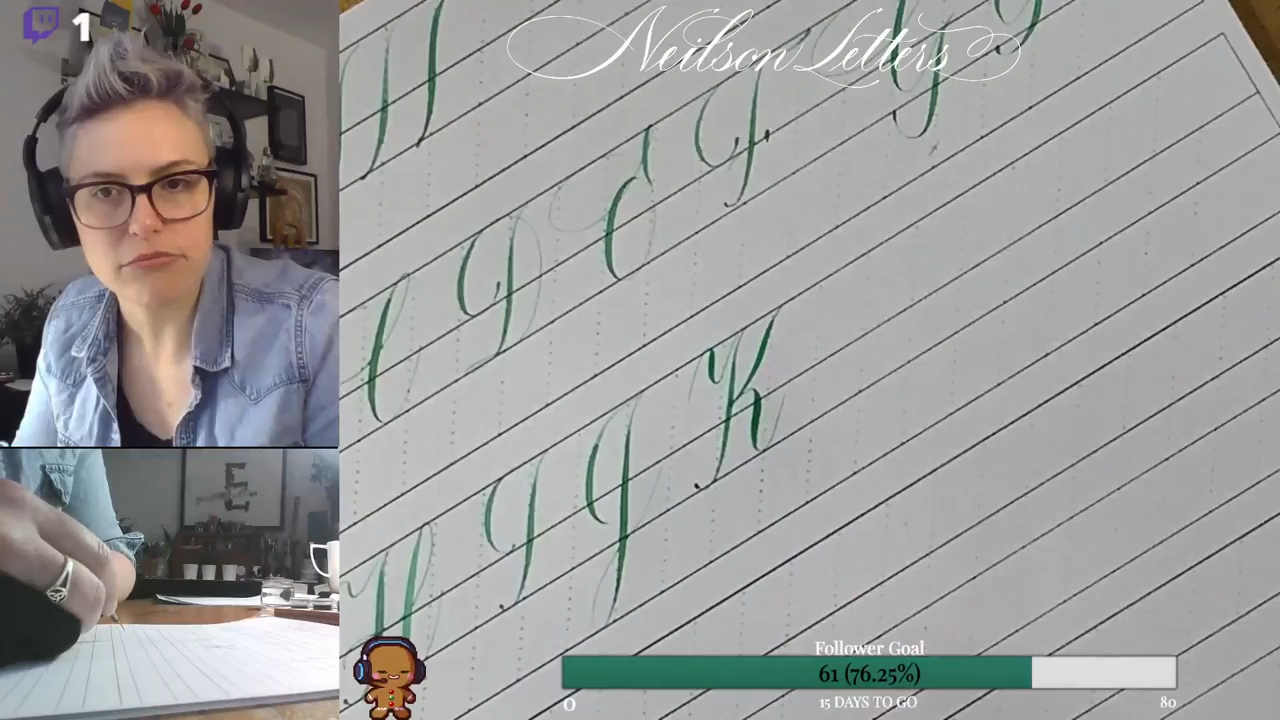 1
Neilson Letters
G
C D E F
H I J K
E
Follower Goal
61 (76.25%)
0 15 DAYS TO GO 80